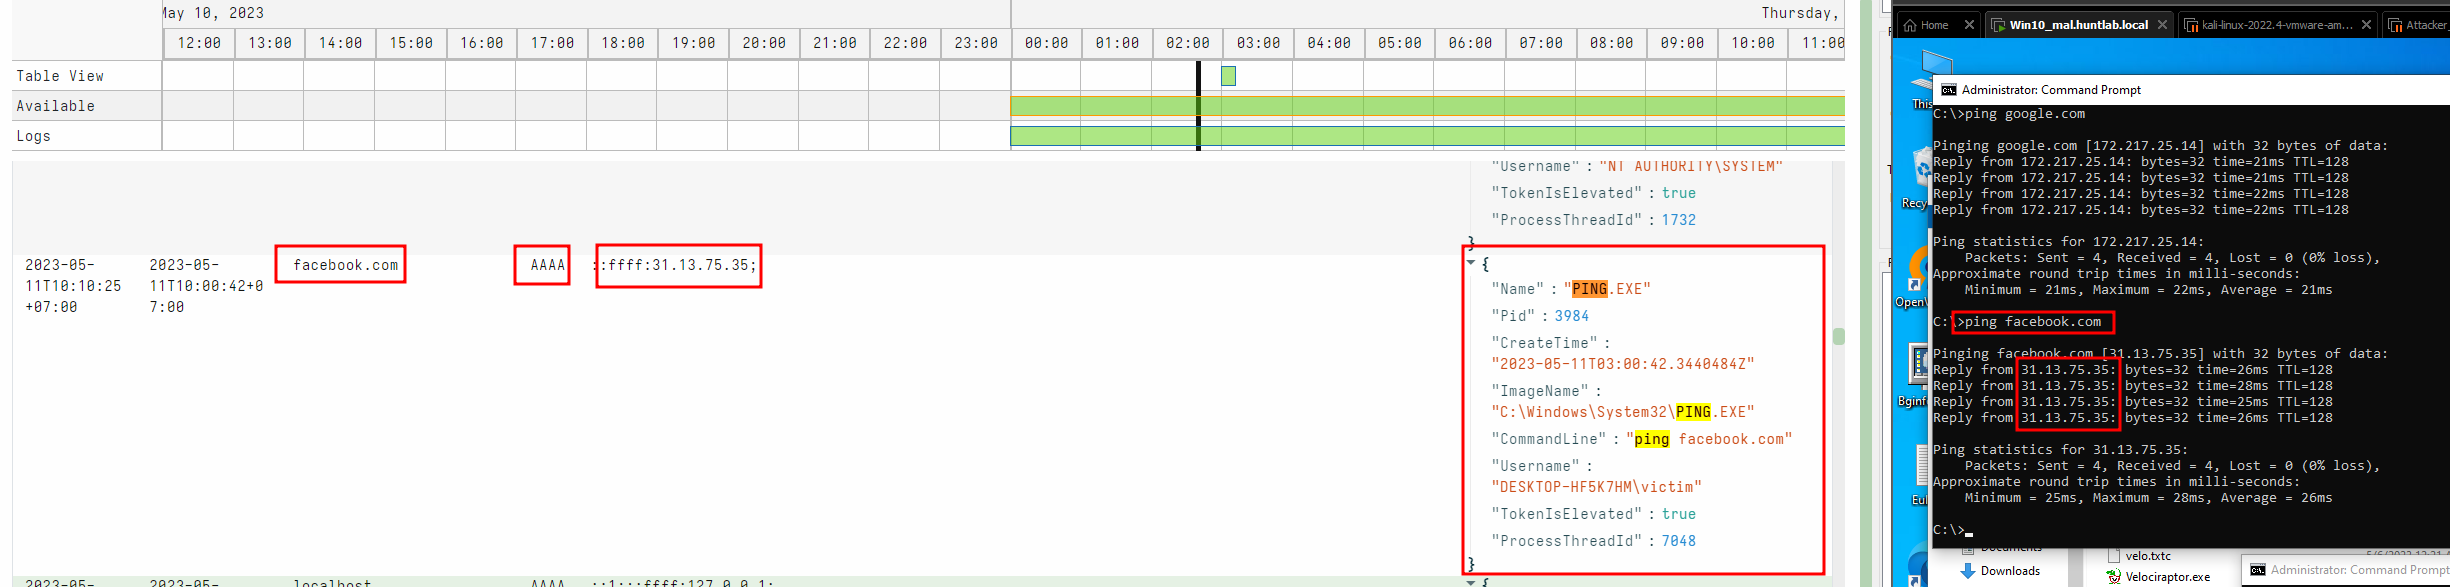 May 10, 2023
Thursday,
12:00 13:00 14:00 15:00 16:00 17:00 18:00 19:00 20:00 21:00 22:00 23:00 00:00 01:00 02:00 03:00 04:00 05:00 06:00 07:00 08:00 09:00 10:00 11:00
Table View
Available
Logs
"Username" : "NT AUTHORITY\SYSTEM"
"TokenIsElevated" : true
"ProcessThreadId" : 1732
}
2023-05-11T10:10:25+07:00 2023-05-11T10:00:42+07:00 facebook.com AAAA ::ffff:31.13.75.35;
{
"Name" : "PING.EXE"
"Pid" : 3984
"CreateTime" :
"2023-05-11T03:00:42.3440484Z"
"ImageName" :
"C:\Windows\System32\PING.EXE"
"CommandLine" : "ping facebook.com"
"Username" :
"DESKTOP-HF5K7HM\victim"
"TokenIsElevated" : true
"ProcessThreadId" : 7048
}
2023-05- 2023-05- localhost AAAA ::1;::ffff:127.0.0.1; {
Home Win10_mal.huntlab.local kali-linux-2022.4-vmware-am... Attacker
This
Recy
OpenV
Bginf
Eul
Administrator: Command Prompt
C:\>ping google.com
Pinging google.com [172.217.25.14] with 32 bytes of data:
Reply from 172.217.25.14: bytes=32 time=21ms TTL=128
Reply from 172.217.25.14: bytes=32 time=21ms TTL=128
Reply from 172.217.25.14: bytes=32 time=22ms TTL=128
Reply from 172.217.25.14: bytes=32 time=22ms TTL=128
Ping statistics for 172.217.25.14:
Packets: Sent = 4, Received = 4, Lost = 0 (0% loss),
Approximate round trip times in milli-seconds:
Minimum = 21ms, Maximum = 22ms, Average = 21ms
C:\>ping facebook.com
Pinging facebook.com [31.13.75.35] with 32 bytes of data:
Reply from 31.13.75.35: bytes=32 time=26ms TTL=128
Reply from 31.13.75.35: bytes=32 time=28ms TTL=128
Reply from 31.13.75.35: bytes=32 time=25ms TTL=128
Reply from 31.13.75.35: bytes=32 time=26ms TTL=128
Ping statistics for 31.13.75.35:
Packets: Sent = 4, Received = 4, Lost = 0 (0% loss),
Approximate round trip times in milli-seconds:
Minimum = 25ms, Maximum = 28ms, Average = 26ms
C:\>
Documents
velo.txtc
Downloads
Velociraptor.exe
Administrator: Command Prompt